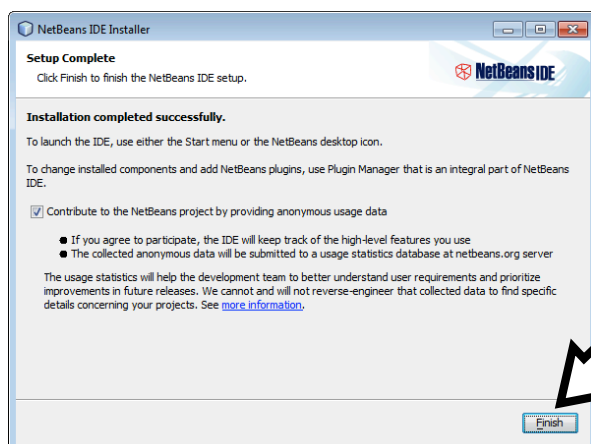 NetBeans IDE Installer
Setup Complete
Click Finish to finish the NetBeans IDE setup.
NetBeans IDE
Installation completed successfully.
To launch the IDE, use either the Start menu or the NetBeans desktop icon.
To change installed components and add NetBeans plugins, use Plugin Manager that is an integral part of NetBeans
IDE.
Contribute to the NetBeans project by providing anonymous usage data
● If you agree to participate, the IDE will keep track of the high-level features you use
● The collected anonymous data will be submitted to a usage statistics database at netbeans.org server
The usage statistics will help the development team to better understand user requirements and prioritize
improvements in future releases. We cannot and will not reverse-engineer that collected data to find specific
details concerning your projects. See more information.
Finish